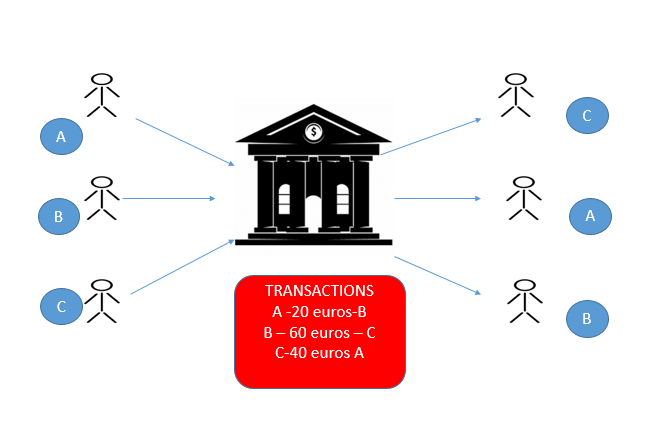 A
B
C
$
C
A
B
TRANSACTIONS
A -20 euros-B
B – 60 euros – C
C-40 euros A